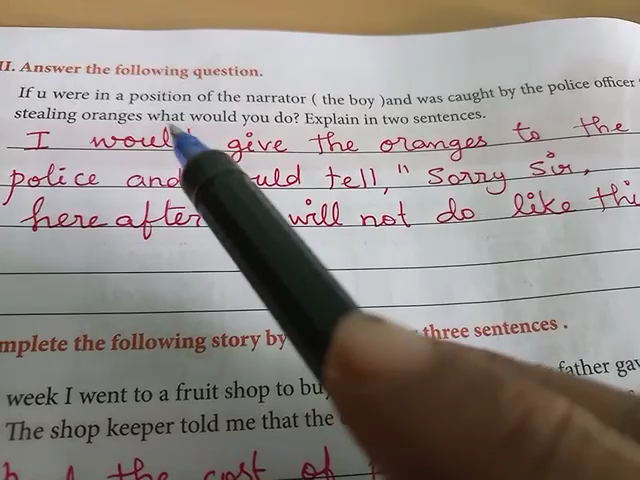 II. Answer the following question.
If u were in a position of the narrator ( the boy )and was caught by the police officer
stealing oranges what would you do? Explain in two sentences.
I would give the oranges to the
police and tell, " Sorry Sir,
here after will not do like
mplete the following story by three sentences .
week I went to a fruit shop to father
The shop keeper told me that the
the cost of